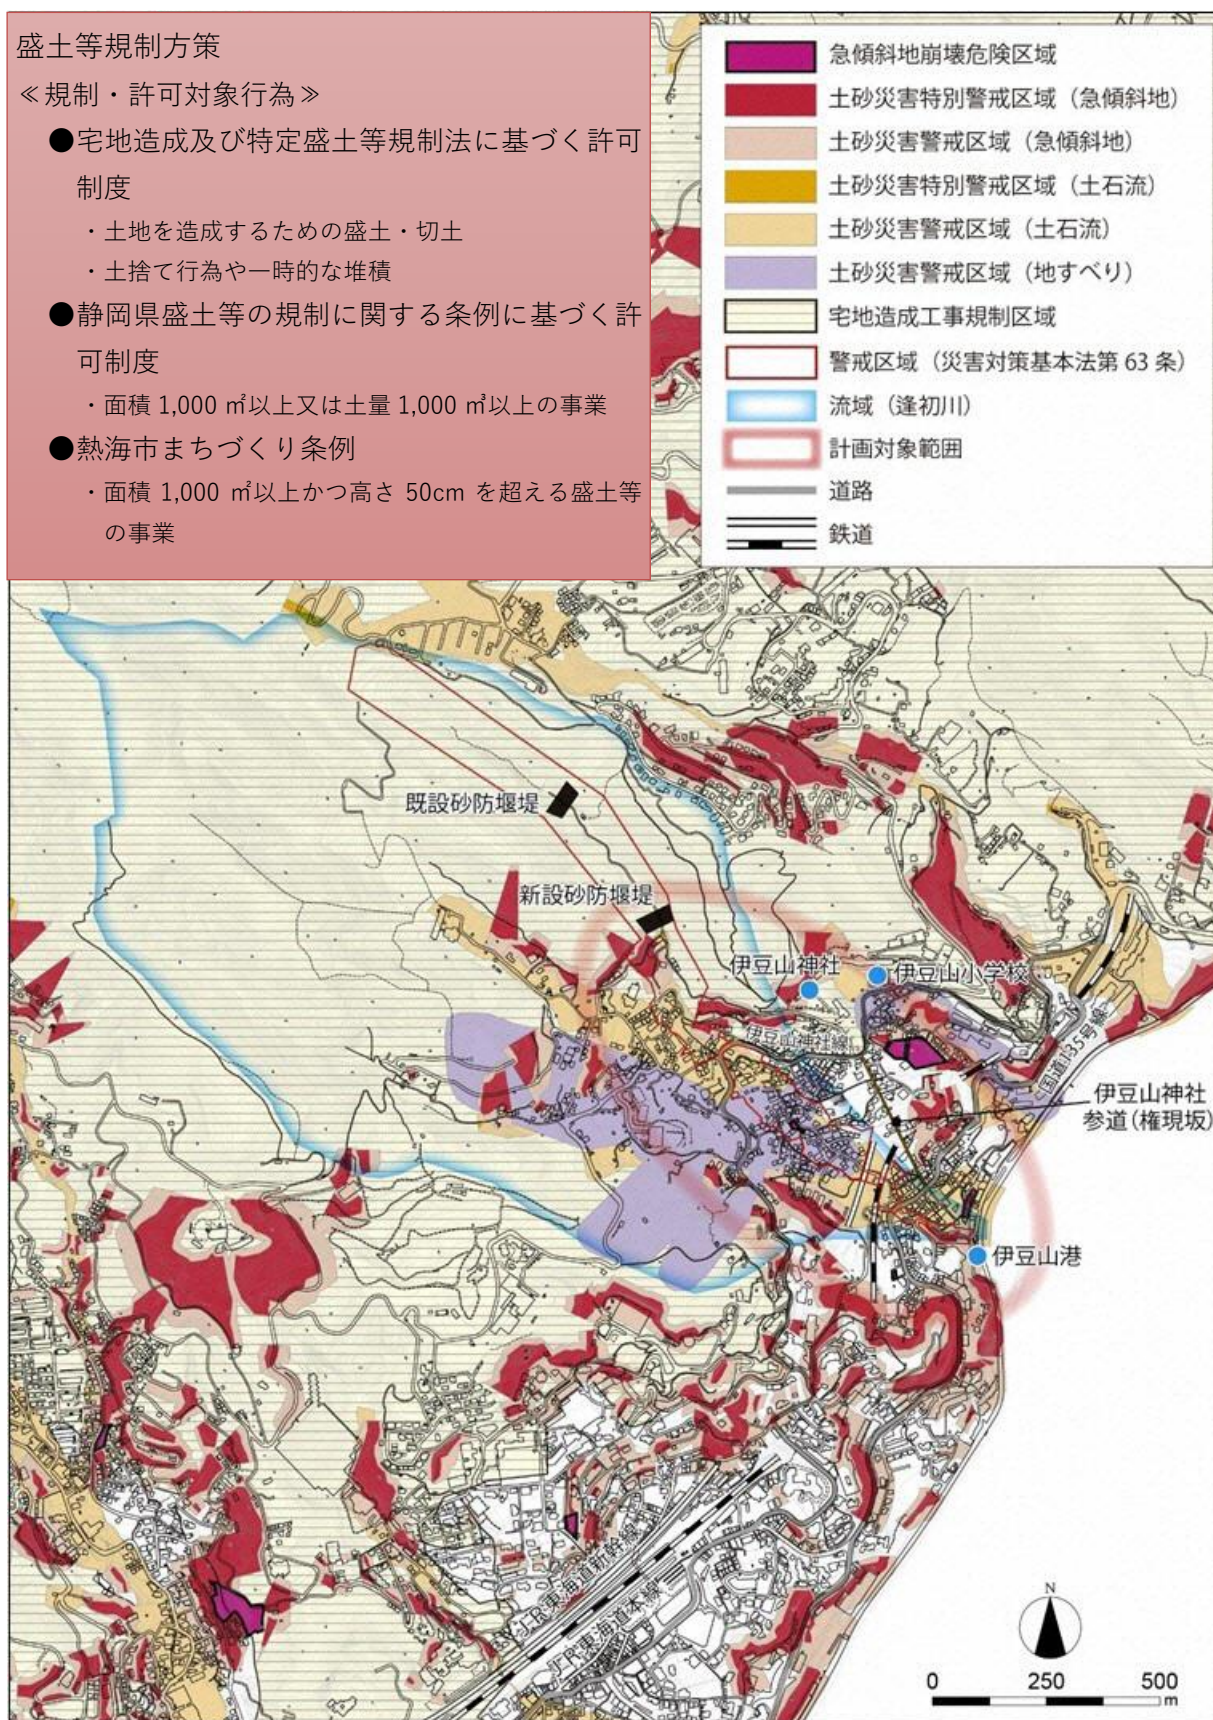 盛土等規制方策
≪規制・許可対象行為≫
●宅地造成及び特定盛土等規制法に基づく許可
制度
・土地を造成するための盛土・切土
・土捨て行為や一時的な堆積
●静岡県盛土等の規制に関する条例に基づく許
可制度
・面積 1,000 ㎡以上又は土量 1,000 ㎥以上の事業
●熱海市まちづくり条例
・面積 1,000 ㎡以上かつ高さ 50cm を超える盛土等
の事業
急傾斜地崩壊危険区域
土砂災害特別警戒区域（急傾斜地）
土砂災害警戒区域（急傾斜地）
土砂災害特別警戒区域（土石流）
土砂災害警戒区域（土石流）
土砂災害警戒区域（地すべり）
宅地造成工事規制区域
警戒区域（災害対策基本法第 63 条）
流域（逢初川）
計画対象範囲
道路
鉄道
既設砂防堰堤
新設砂防堰堤
伊豆山神社
伊豆山小学校
伊豆山神社線
国道135号線
伊豆山神社
参道（権現坂）
伊豆山港
JR東海道新幹線
JR東海道本線
N
0 250 500
m